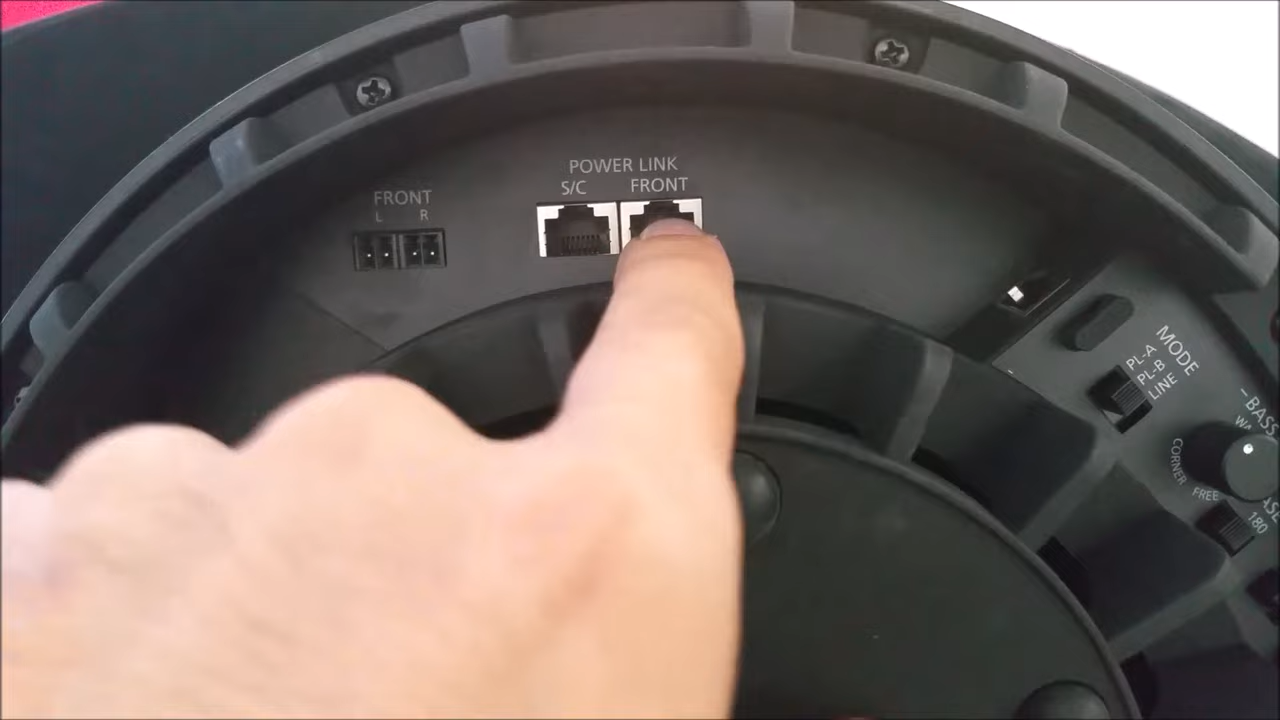 POWER LINK
S/C FRONT
FRONT
L R
MODE
PL-A
PL-B
LINE
BASS
CORNER
FREE
180